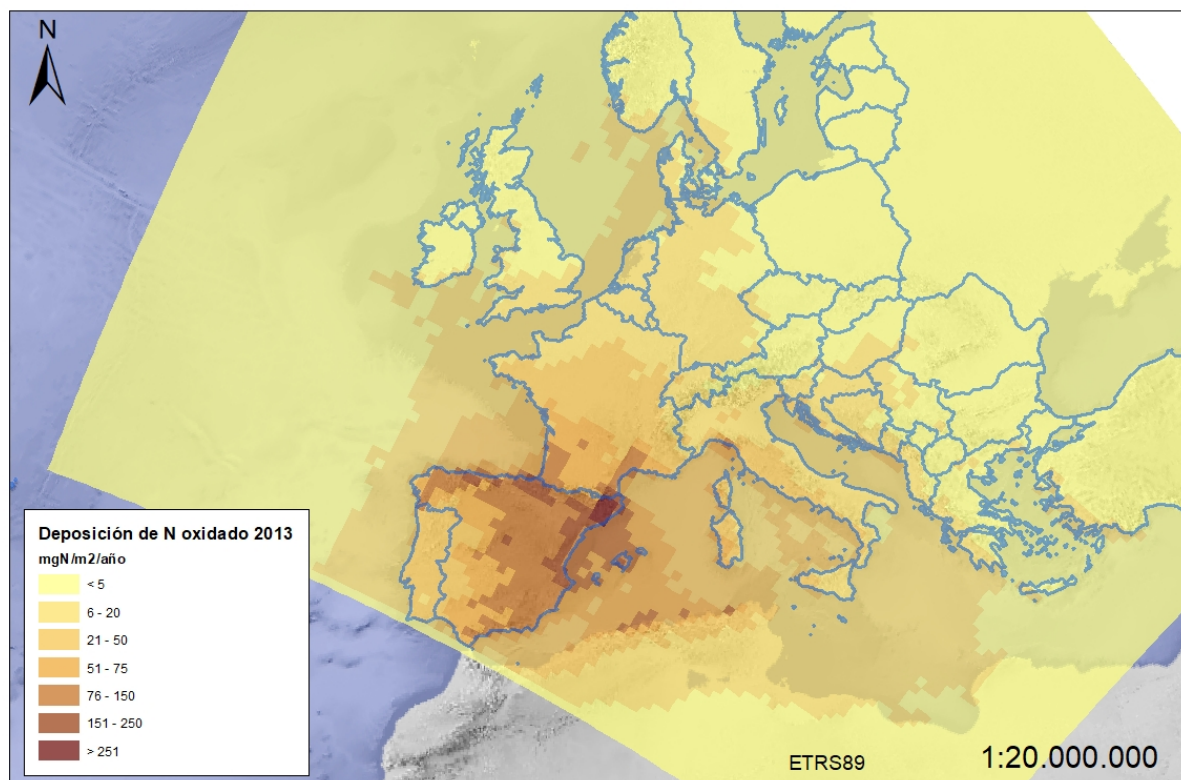 N
Deposición de N oxidado 2013
mgN/m2/año
< 5
6 - 20
21 - 50
51 - 75
76 - 150
151 - 250
> 251
ETRS89
1:20.000.000